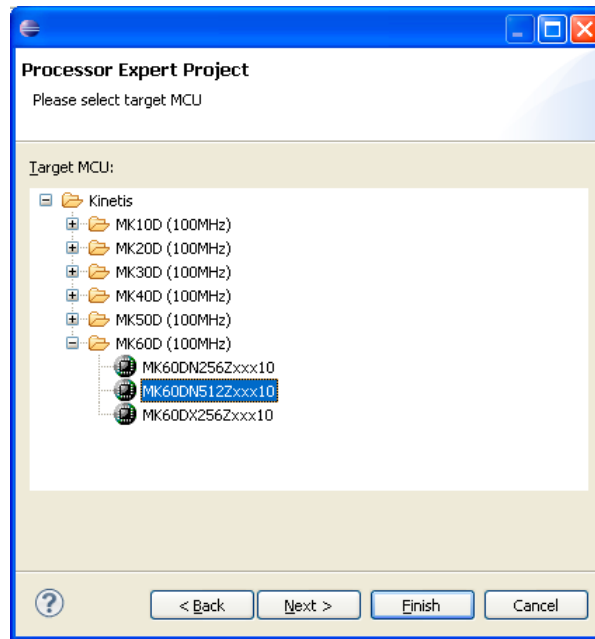 Processor Expert Project
Please select target MCU
Target MCU:
Kinetis
MK10D (100MHz)
MK20D (100MHz)
MK30D (100MHz)
MK40D (100MHz)
MK50D (100MHz)
MK60D (100MHz)
MK60DN256Zxxx10
MK60DN512Zxxx10
MK60DX256Zxxx10
? < Back Next > Finish Cancel